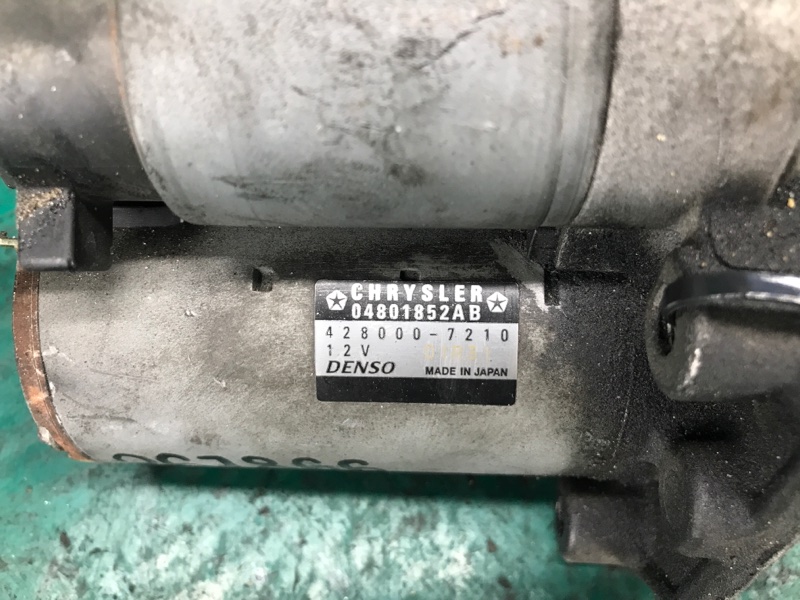 CHRYSLER
04801852AB
428000-7210
12V
DENSO MADE IN JAPAN